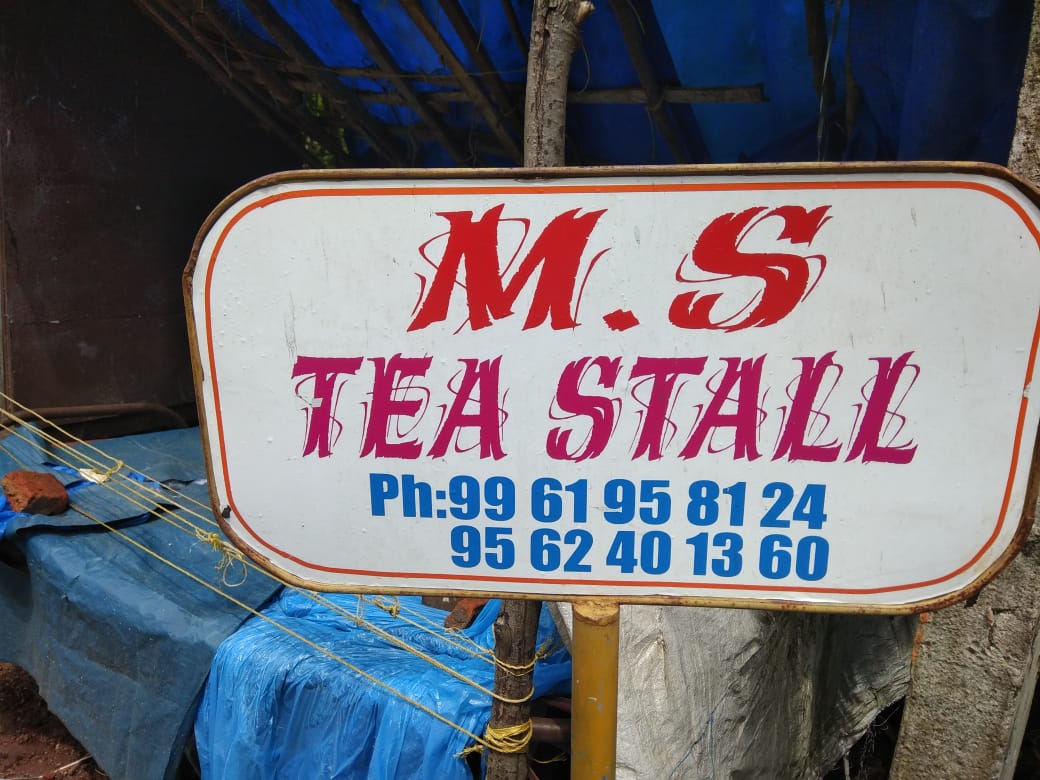 M.S
TEA STALL
Ph:99 61 95 81 24
95 62 40 13 60